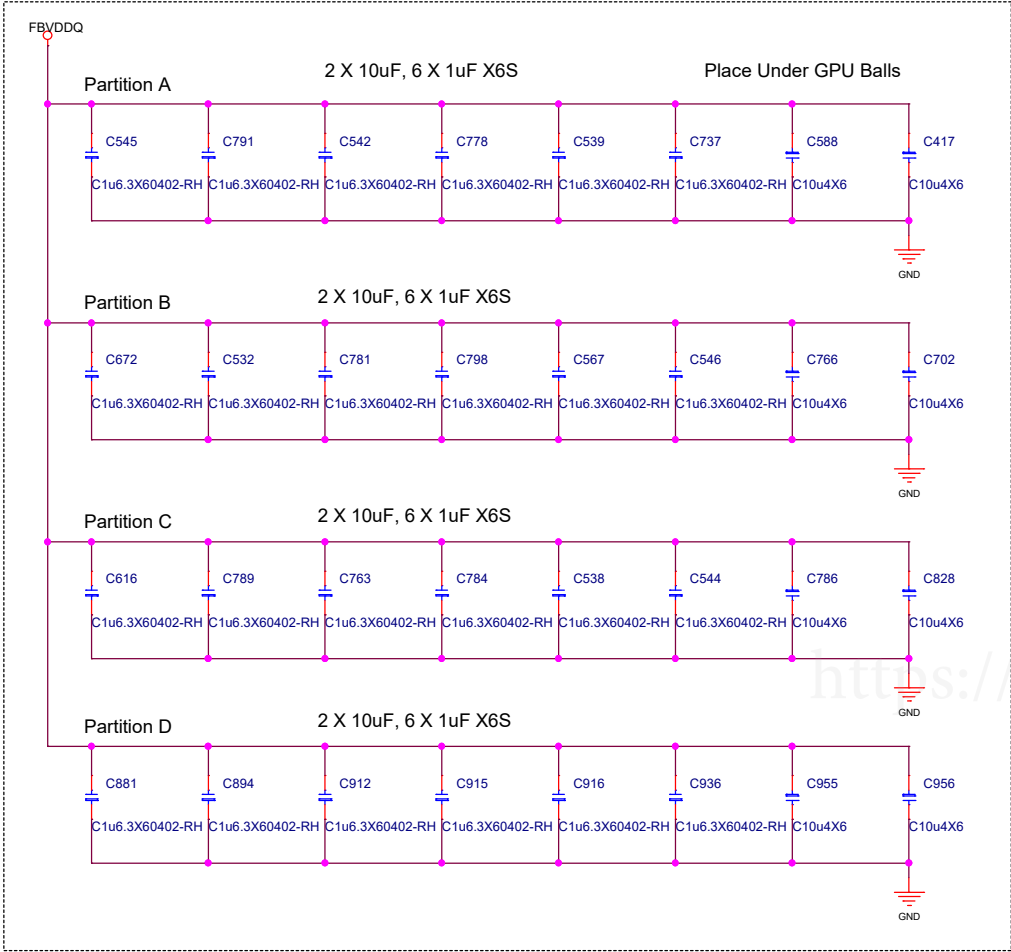 FBVDDQ
Partition A 2 X 10uF, 6 X 1uF X6S Place Under GPU Balls
C545 C791 C542 C778 C539 C737 C588 C417
C1u6.3X60402-RH C1u6.3X60402-RH C1u6.3X60402-RH C1u6.3X60402-RH C1u6.3X60402-RH C1u6.3X60402-RH C10u4X6 C10u4X6
GND
Partition B 2 X 10uF, 6 X 1uF X6S
C672 C532 C781 C798 C567 C546 C766 C702
C1u6.3X60402-RH C1u6.3X60402-RH C1u6.3X60402-RH C1u6.3X60402-RH C1u6.3X60402-RH C1u6.3X60402-RH C10u4X6 C10u4X6
GND
Partition C 2 X 10uF, 6 X 1uF X6S
C616 C789 C763 C784 C538 C544 C786 C828
C1u6.3X60402-RH C1u6.3X60402-RH C1u6.3X60402-RH C1u6.3X60402-RH C1u6.3X60402-RH C1u6.3X60402-RH C10u4X6 C10u4X6
https://
GND
Partition D 2 X 10uF, 6 X 1uF X6S
C881 C894 C912 C915 C916 C936 C955 C956
C1u6.3X60402-RH C1u6.3X60402-RH C1u6.3X60402-RH C1u6.3X60402-RH C1u6.3X60402-RH C1u6.3X60402-RH C10u4X6 C10u4X6
GND